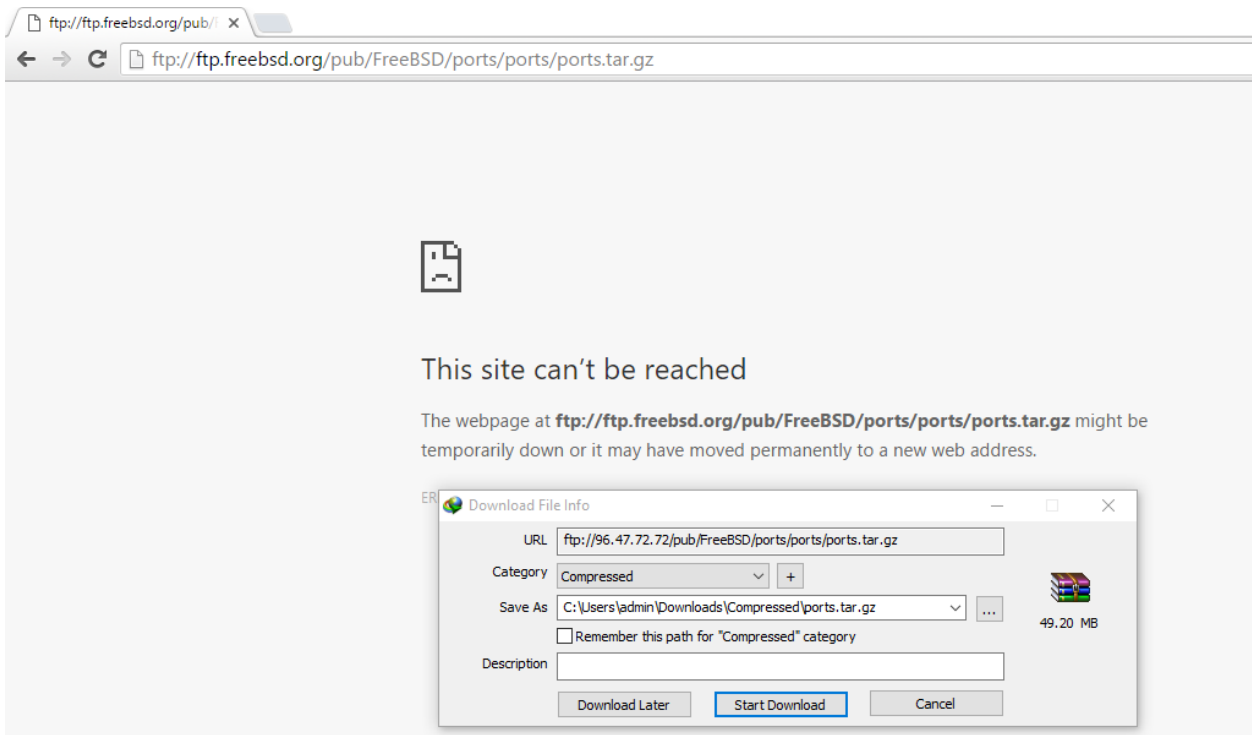 ftp://ftp.freebsd.org/pub/
ftp://ftp.freebsd.org/pub/FreeBSD/ports/ports/ports.tar.gz
This site can't be reached
The webpage at ftp://ftp.freebsd.org/pub/FreeBSD/ports/ports/ports.tar.gz might be
temporarily down or it may have moved permanently to a new web address.
ER
Download File Info
URL ftp://96.47.72.72/pub/FreeBSD/ports/ports/ports.tar.gz
Category Compressed +
Save As C:\Users\admin\Downloads\Compressed\ports.tar.gz ...
49.20 MB
Remember this path for "Compressed" category
Description
Download Later Start Download Cancel